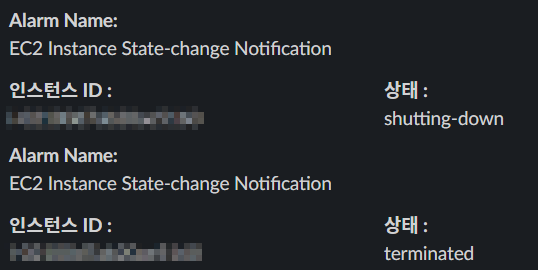 Alarm Name:
EC2 Instance State-change Notification
인스턴스 ID :
상태 :
shutting-down
Alarm Name:
EC2 Instance State-change Notification
인스턴스 ID :
상태 :
terminated